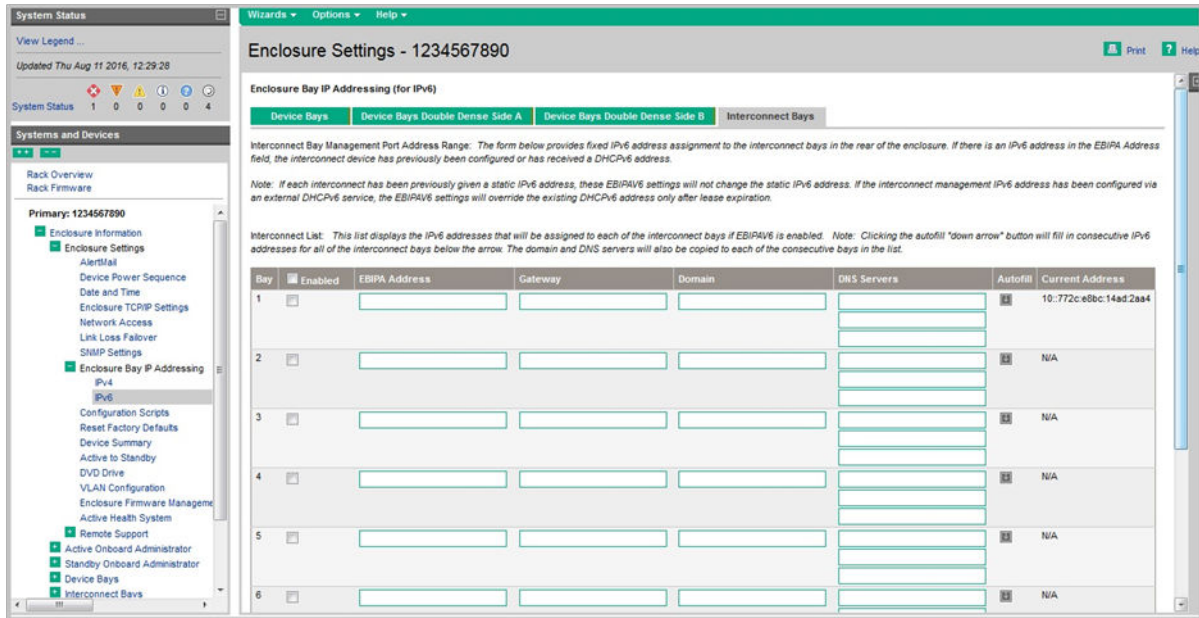 System Status
View Legend ...
Updated Thu Aug 11 2016, 12:29:28
System Status 1 0 0 0 0 4
Systems and Devices
Rack Overview
Rack Firmware
Primary: 1234567890
Enclosure Information
Enclosure Settings
AlertMail
Device Power Sequence
Date and Time
Enclosure TCP/IP Settings
Network Access
Link Loss Failover
SNMP Settings
Enclosure Bay IP Addressing
IPv4
IPv6
Configuration Scripts
Reset Factory Defaults
Device Summary
Active to Standby
DVD Drive
VLAN Configuration
Enclosure Firmware Manageme
Active Health System
Remote Support
Active Onboard Administrator
Standby Onboard Administrator
Device Bays
Interconnect Bays
Wizards Options Help
Enclosure Settings - 1234567890
Print Help
Enclosure Bay IP Addressing (for IPv6)
Device Bays Device Bays Double Dense Side A Device Bays Double Dense Side B Interconnect Bays
Interconnect Bay Management Port Address Range: The form below provides fixed IPv6 address assignment to the interconnect bays in the rear of the enclosure. If there is an IPv6 address in the EBIPA Address
field, the interconnect device has previously been configured or has received a DHCPv6 address.
Note: If each interconnect has been previously given a static IPv6 address, these EBIPAV6 settings will not change the static IPv6 address. If the interconnect management IPv6 address has been configured via
an external DHCPv6 service, the EBIPAV6 settings will override the existing DHCPv6 address only after lease expiration.
Interconnect List: This list displays the IPv6 addresses that will be assigned to each of the interconnect bays if EBIPAV6 is enabled. Note: Clicking the autofill "down arrow" button will fill in consecutive IPv6
addresses for all of the interconnect bays below the arrow. The domain and DNS servers will also be copied to each of the consecutive bays in the list.
Bay Enabled EBIPA Address Gateway Domain DNS Servers Autofill Current Address
1 10::772c:e8bc:14ad:2aa4
2 N/A
3 N/A
4 N/A
5 N/A
6 N/A